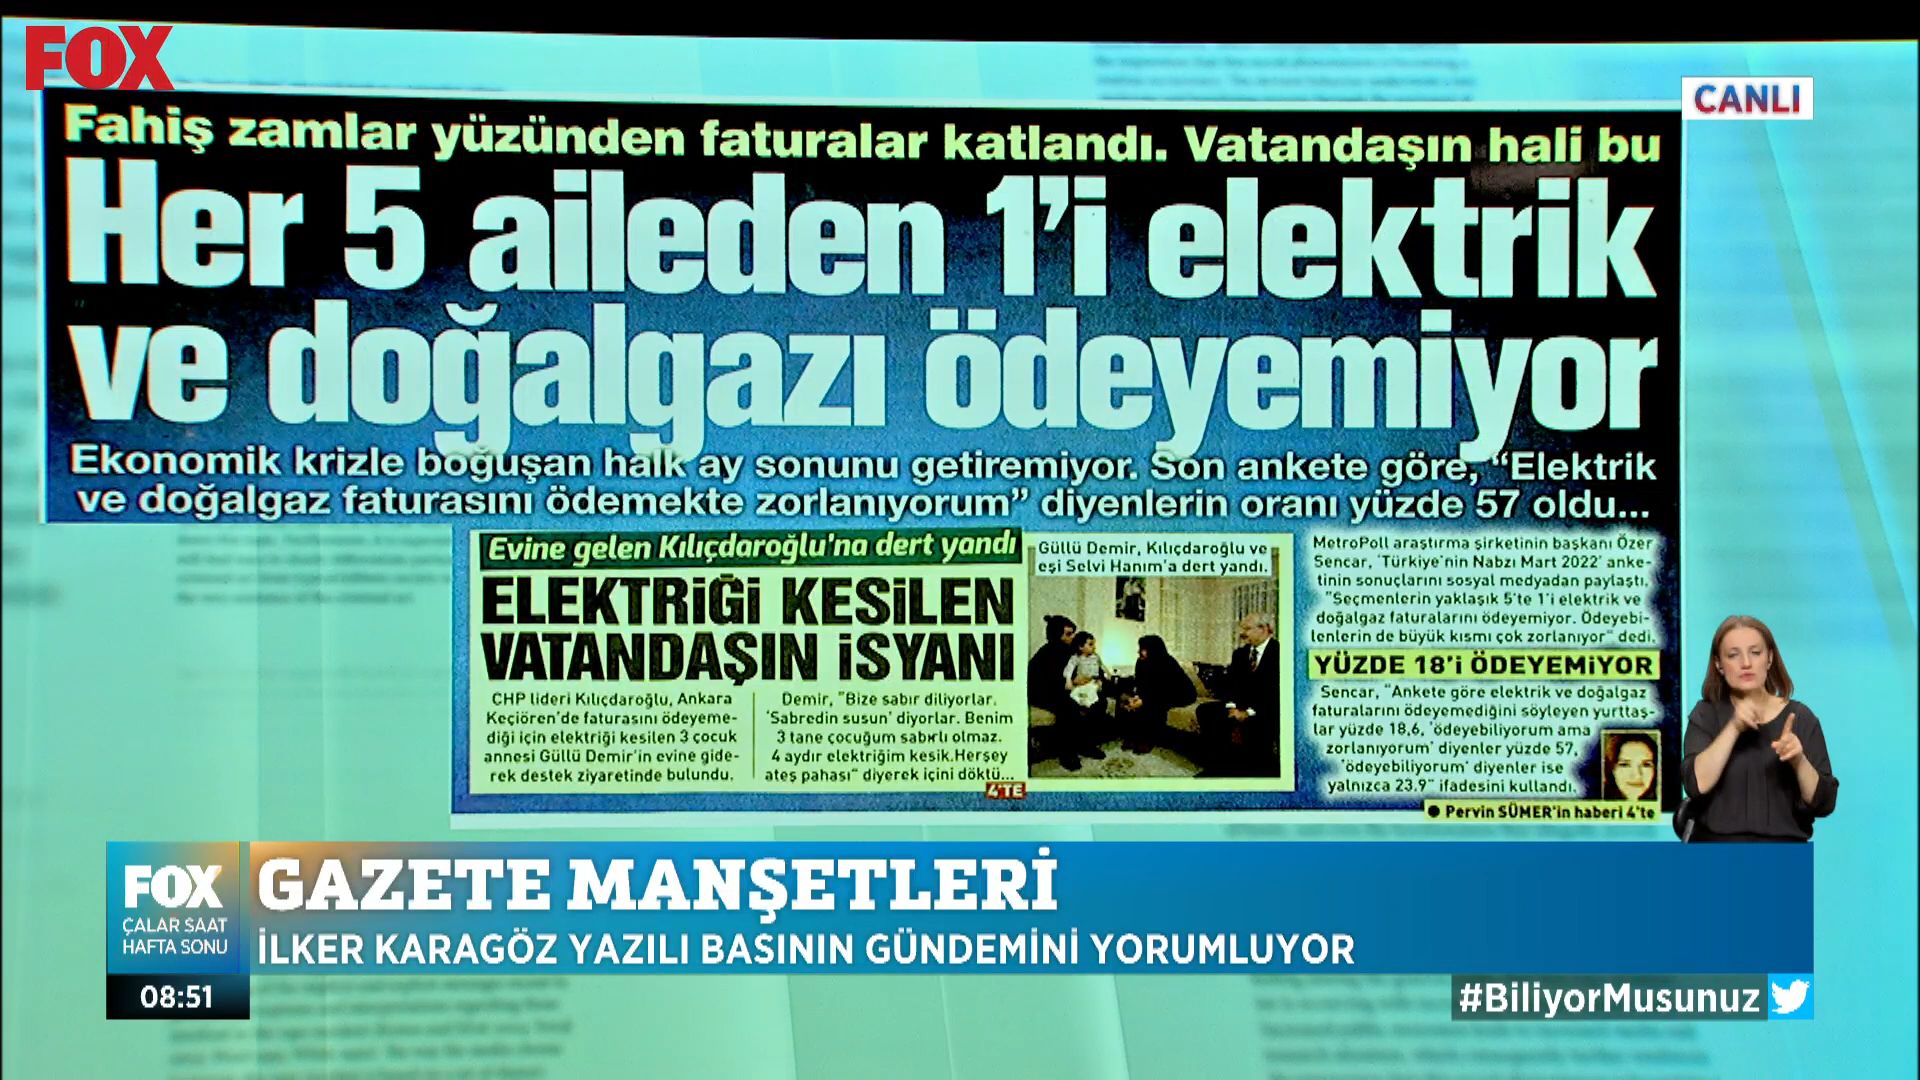 FOX
CANLI
Fahiş zamlar yüzünden faturalar katlandı. Vatandaşın hali bu
Her 5 aileden 1'i elektrik
ve doğalgazı ödeyemiyor
Ekonomik krizle boğuşan halk ay sonunu getiremiyor. Son ankete göre, “Elektrik
ve doğalgaz faturasını ödemekte zorlanıyorum” diyenlerin oranı yüzde 57 oldu...
Evine gelen Kılıçdaroğlu'na dert yandı
ELEKTRiĞi KESiLEN
VATANDAŞIN iSYANI
CHP lideri Kılıçdaroğlu, Ankara
Keçiören'de faturasını ödeyeme-
diği için elektriği kesilen 3 çocuk
annesi Güllü Demir'in evine gide-
rek destek ziyaretinde bulundu.
Demir, "Bize sabır diliyorlar.
'Sabredin susun' diyorlar. Benim
3 tane çocuğum sabırlı olmaz.
4 aydır elektriğim kesik.Herşey
ateş pahası" diyerek içini döktü...
4'TE
Güllü Demir, Kılıçdaroğlu ve
eşi Selvi Hanım'a dert yandı.
MetroPoll araştırma şirketinin başkanı Özer
Sencar, 'Türkiye'nin Nabzı Mart 2022' anke-
tinin sonuçlarını sosyal medyadan paylaştı.
"Seçmenlerin yaklaşık 5'te 1'i elektrik ve
doğalgaz faturalarını ödeyemiyor. Ödeyebi-
lenlerin de büyük kısmı çok zorlanıyor" dedi.
YÜZDE 18'i ÖDEYEMiYOR
Sencar, "Ankete göre elektrik ve doğalgaz
faturalarını ödeyemediğini söyleyen yurttaş-
lar yüzde 18.6, 'ödeyebiliyorum ama
zorlanıyorum' diyenler yüzde 57,
'ödeyebiliyorum' diyenler ise
yalnızca 23.9" ifadesini kullandı.
● Pervin SÜMER'in haberi 4'te
FOX
ÇALAR SAAT
HAFTA SONU
GAZETE MANŞETLERİ
İLKER KARAGÖZ YAZILI BASININ GÜNDEMİNİ YORUMLUYOR
08:51
#BiliyorMusunuz